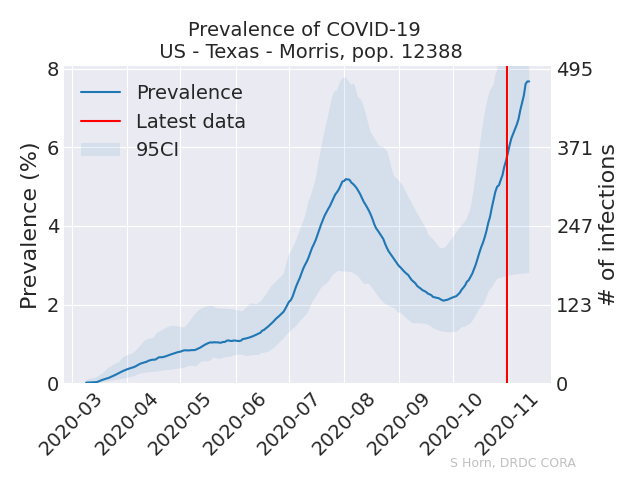 Prevalence of COVID-19
US - Texas - Morris, pop. 12388
Prevalence
Latest data
95CI
Prevalence (%)
8
6
4
2
0
495
371
247
123
0
# of infections
2020-03
2020-04
2020-05
2020-06
2020-07
2020-08
2020-09
2020-10
2020-11
S Horn, DRDC CORA